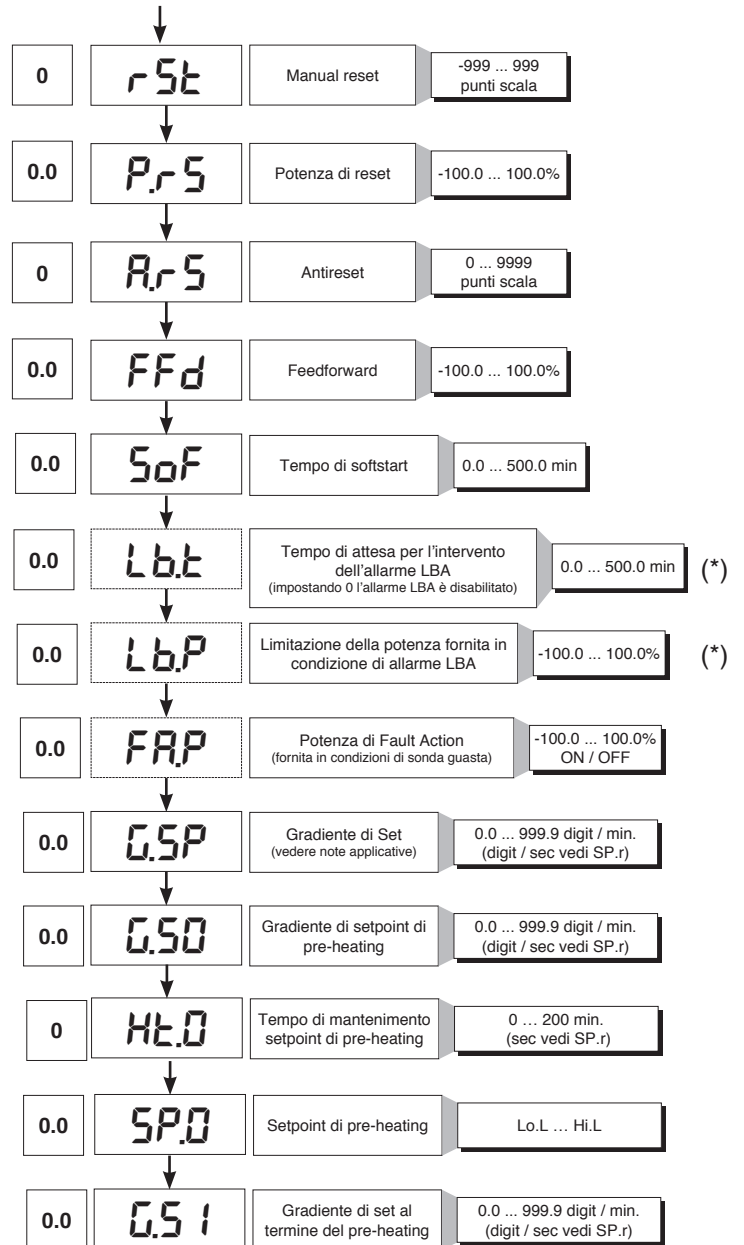 0
rSt
Manual reset
-999 ... 999
punti scala
0.0
P.rS
Potenza di reset
-100.0 ... 100.0%
0
A.rS
Antireset
0 ... 9999
punti scala
0.0
FFd
Feedforward
-100.0 ... 100.0%
0.0
SoF
Tempo di softstart
0.0 ... 500.0 min
0.0
Lb.t
Tempo di attesa per l'intervento
dell'allarme LBA
(impostando 0 l'allarme LBA è disabilitato)
0.0 ... 500.0 min
(*)
0.0
Lb.P
Limitazione della potenza fornita in
condizione di allarme LBA
-100.0 ... 100.0%
(*)
0.0
FA.P
Potenza di Fault Action
(fornita in condizioni di sonda guasta)
-100.0 ... 100.0%
ON / OFF
0.0
G.SP
Gradiente di Set
(vedere note applicative)
0.0 ... 999.9 digit / min.
(digit / sec vedi SP.r)
0.0
G.S0
Gradiente di setpoint di
pre-heating
0.0 ... 999.9 digit / min.
(digit / sec vedi SP.r)
0
Ht.0
Tempo di mantenimento
setpoint di pre-heating
0 … 200 min.
(sec vedi SP.r)
0.0
SP.0
Setpoint di pre-heating
Lo.L … Hi.L
0.0
G.S1
Gradiente di set al
termine del pre-heating
0.0 ... 999.9 digit / min.
(digit / sec vedi SP.r)